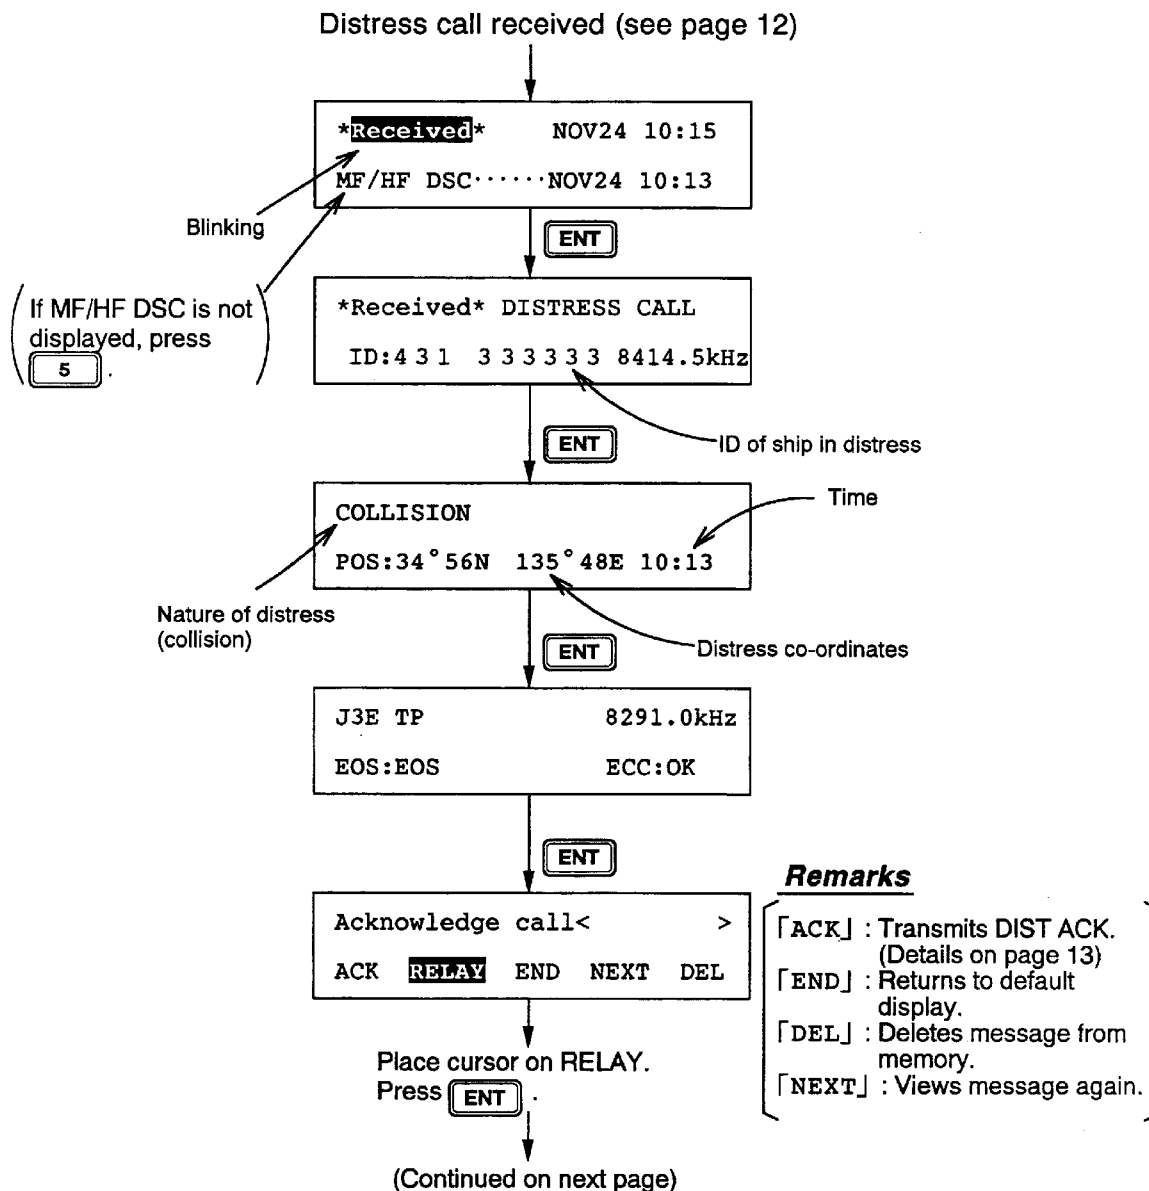 Distress call received (see page 12)
*Received* NOV24 10:15
MF/HF DSC······NOV24 10:13
Blinking
ENT
(If MF/HF DSC is not
displayed, press
5 .)
*Received* DISTRESS CALL
ID:4 3 1 3 3 3 3 3 3 8414.5kHz
ENT
ID of ship in distress
COLLISION
POS:34°56N 135°48E 10:13
Time
Nature of distress
(collision)
Distress co-ordinates
ENT
J3E TP 8291.0kHz
EOS:EOS ECC:OK
ENT
Acknowledge call< >
ACK RELAY END NEXT DEL
Remarks
「ACK」 : Transmits DIST ACK.
(Details on page 13)
「END」 : Returns to default
display.
「DEL」 : Deletes message from
memory.
「NEXT」 : Views message again.
Place cursor on RELAY.
Press ENT .
(Continued on next page)